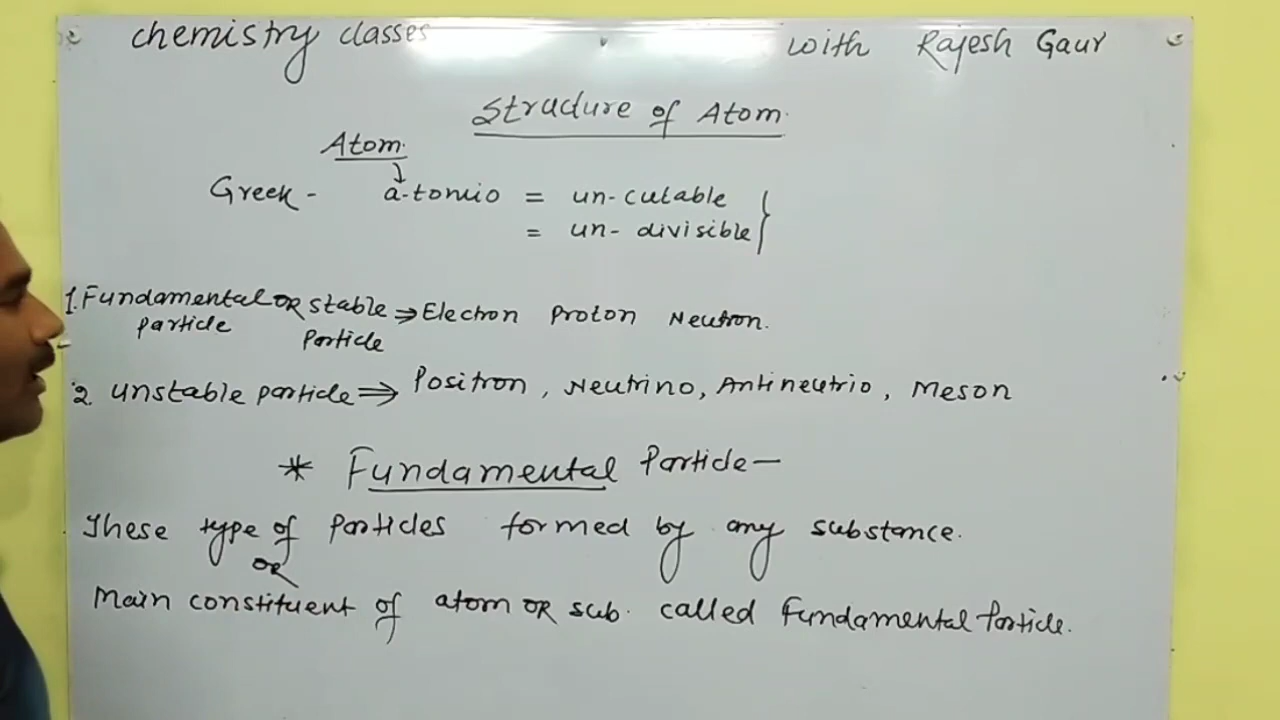 chemistry classes with Rajesh Gaur
Structure of Atom.
Atom.
Greek - a-tomio = un-cutable
= un-divisible
1. Fundamental OR stable ⇒ Electron Proton Neutron.
particle Particle
2. unstable particle ⇒ Positron, Neutrino, Antineutrio, Meson
* Fundamental Particle—
These type of Particles formed by any substance.
OR
Main constituent of atom OR sub. called Fundamental Particle.